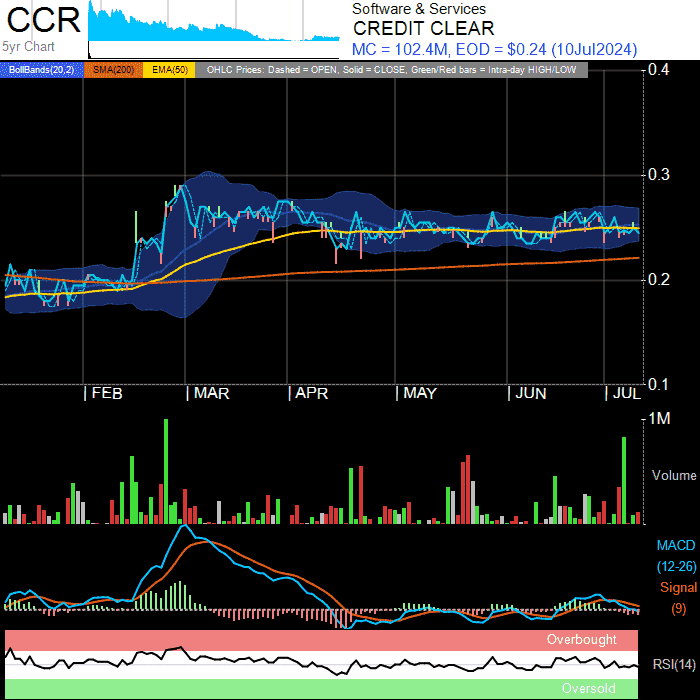 CCR
5yr Chart
Software & Services
CREDIT CLEAR
MC = 102.4M, EOD = $0.24 (10Jul2024)
BollBands(20,2) SMA(200) EMA(50) OHLC Prices: Dashed = OPEN, Solid = CLOSE, Green/Red bars = Intra-day HIGH/LOW
0.4
0.3
0.2
0.1
FEB MAR APR MAY JUN JUL
1M
Volume
MACD
(12-26)
Signal
(9)
Overbought
RSI(14)
Oversold